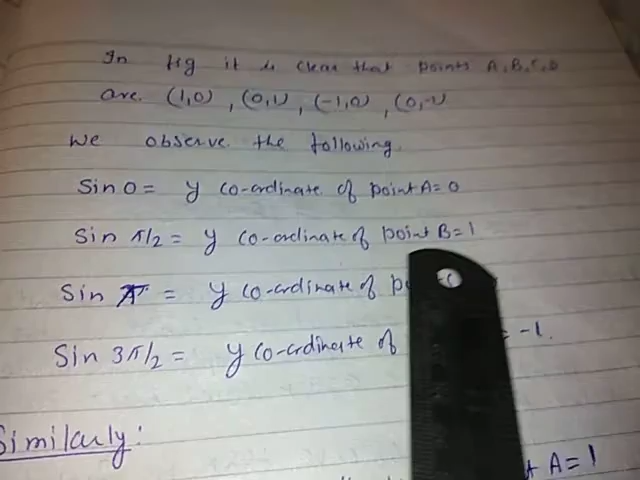 In Fig it is clear that points A, B, C, D
are (1,0), (0,1), (-1,0), (0,-1)
We observe the following.
Sin 0 = y co-ordinate of point A = 0
Sin π/2 = y co-ordinate of point B = 1
Sin π = y co-ordinate of
Sin 3π/2 = y co-ordinate of = -1.
Similarly:
A = 1